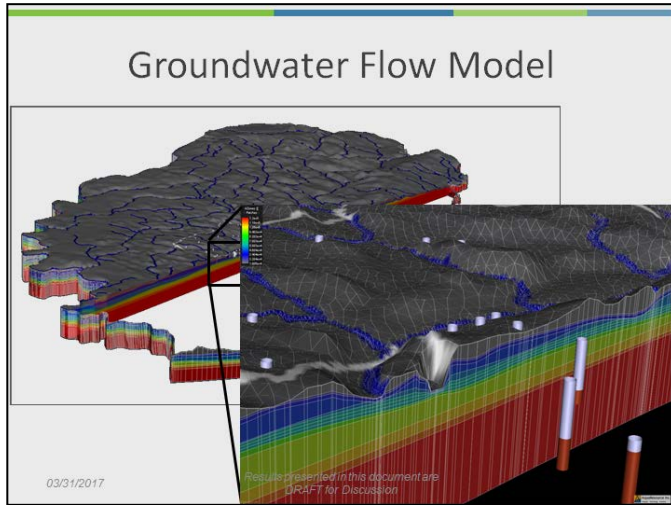 Groundwater Flow Model
03/31/2017
Results presented in this document are
DRAFT for Discussion